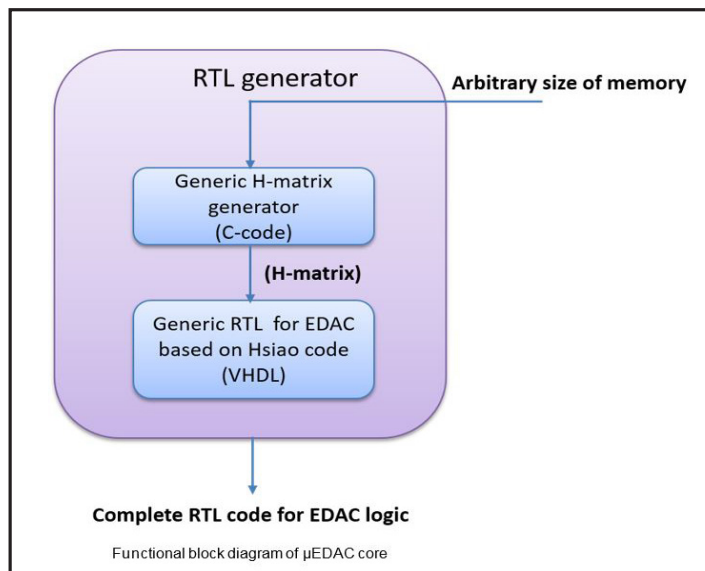 RTL generator
Arbitrary size of memory
Generic H-matrix
generator
(C-code)
(H-matrix)
Generic RTL for EDAC
based on Hsiao code
(VHDL)
Complete RTL code for EDAC logic
Functional block diagram of µEDAC core